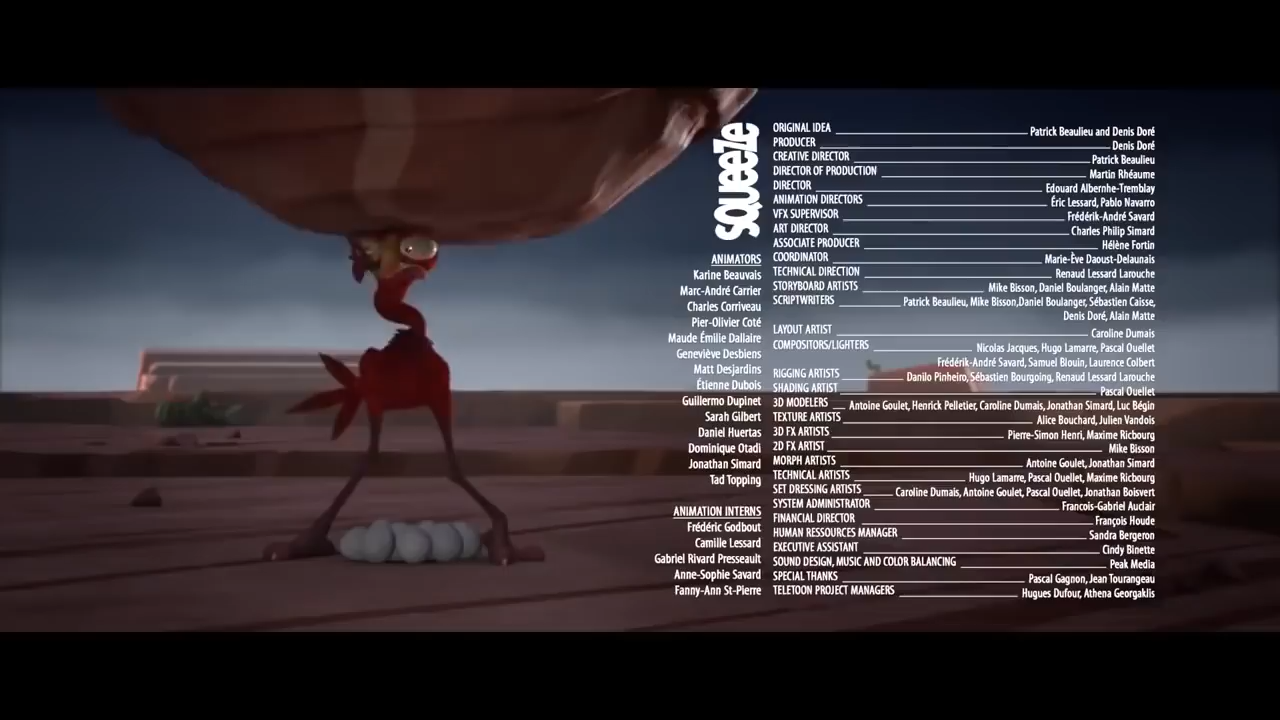 squeeze
ANIMATORS
Karine Beauvais
Marc-André Carrier
Charles Corriveau
Pier-Olivier Coté
Maude Émilie Dallaire
Geneviève Desbiens
Matt Desjardins
Étienne Dubois
Guillermo Dupinet
Sarah Gilbert
Daniel Huertas
Dominique Otadi
Jonathan Simard
Tad Topping
ANIMATION INTERNS
Frédéric Godbout
Camille Lessard
Gabriel Rivard Presseault
Anne-Sophie Savard
Fanny-Ann St-Pierre
ORIGINAL IDEA Patrick Beaulieu and Denis Doré
PRODUCER Denis Doré
CREATIVE DIRECTOR Patrick Beaulieu
DIRECTOR OF PRODUCTION Martin Rhéaume
DIRECTOR Edouard Albernhe-Tremblay
ANIMATION DIRECTORS Éric Lessard, Pablo Navarro
VFX SUPERVISOR Frédérik-André Savard
ART DIRECTOR Charles Philip Simard
ASSOCIATE PRODUCER Hélène Fortin
COORDINATOR Marie-Ève Daoust-Delaunais
TECHNICAL DIRECTION Renaud Lessard Larouche
STORYBOARD ARTISTS Mike Bisson, Daniel Boulanger, Alain Matte
SCRIPTWRITERS Patrick Beaulieu, Mike Bisson,Daniel Boulanger, Sébastien Caisse,
Denis Doré, Alain Matte
LAYOUT ARTIST Caroline Dumais
COMPOSITORS/LIGHTERS Nicolas Jacques, Hugo Lamarre, Pascal Ouellet
Frédérik-André Savard, Samuel Blouin, Laurence Colbert
RIGGING ARTISTS Danilo Pinheiro, Sébastien Bourgoing, Renaud Lessard Larouche
SHADING ARTIST Pascal Ouellet
3D MODELERS Antoine Goulet, Henrick Pelletier, Caroline Dumais, Jonathan Simard, Luc Bégin
TEXTURE ARTISTS Alice Bouchard, Julien Vandois
3D FX ARTISTS Pierre-Simon Henri, Maxime Ricbourg
2D FX ARTIST Mike Bisson
MORPH ARTISTS Antoine Goulet, Jonathan Simard
TECHNICAL ARTISTS Hugo Lamarre, Pascal Ouellet, Maxime Ricbourg
SET DRESSING ARTISTS Caroline Dumais, Antoine Goulet, Pascal Ouellet, Jonathan Boisvert
SYSTEM ADMINISTRATOR Francois-Gabriel Auclair
FINANCIAL DIRECTOR François Houde
HUMAN RESSOURCES MANAGER Sandra Bergeron
EXECUTIVE ASSISTANT Cindy Binette
SOUND DESIGN, MUSIC AND COLOR BALANCING Peak Media
SPECIAL THANKS Pascal Gagnon, Jean Tourangeau
TELETOON PROJECT MANAGERS Hugues Dufour, Athena Georgaklis